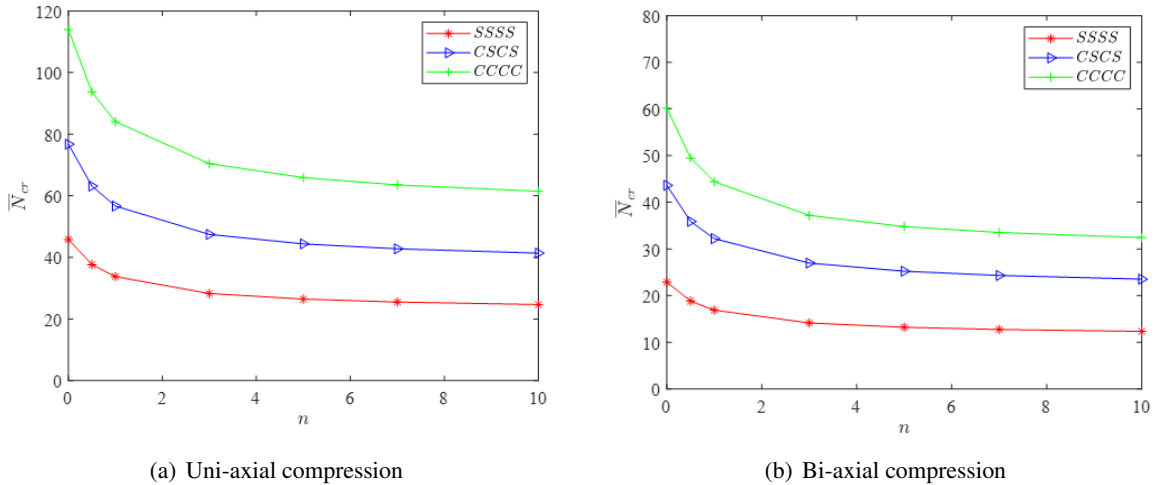 120
100
80
60
40
20
0
0 2 4 6 8 10
N̅cr
n
SSSS
CSCS
CCCC
(a) Uni-axial compression
80
70
60
50
40
30
20
10
0
0 2 4 6 8 10
N̅cr
n
SSSS
CSCS
CCCC
(b) Bi-axial compression